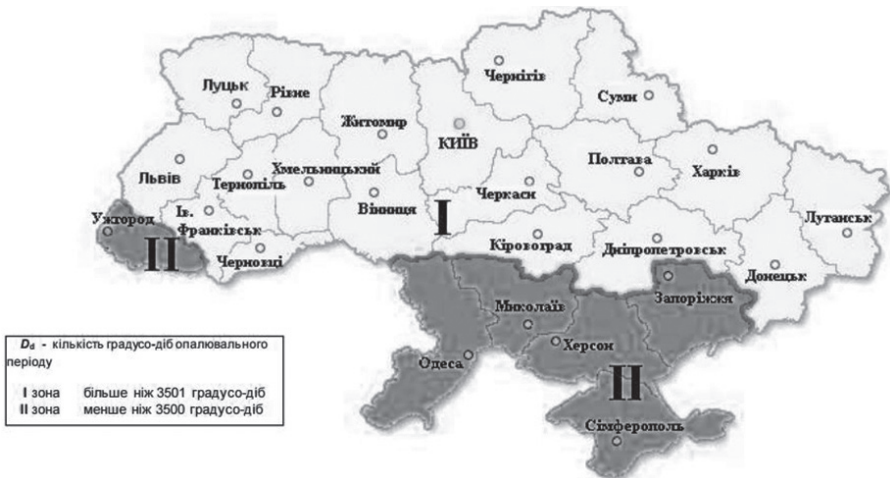 Чернігів
Луцьк
Рівне
Суми
Житомир
КИЇВ
Полтава
Харків
Львів
Тернопіль
Хмельницький
Черкаси
Вінниця
I
Ужгород
Ів.
Франківськ
Луганськ
II
Черновці
Кіровоград
Дніпропетровськ
Донецьк
Запоріжжя
Миколаїв
Херсон
Одеса
II
Сімферополь
Dd - кількість градусо-діб опалювального
періоду
I зона більше ніж 3501 градусо-діб
II зона менше ніж 3500 градусо-діб